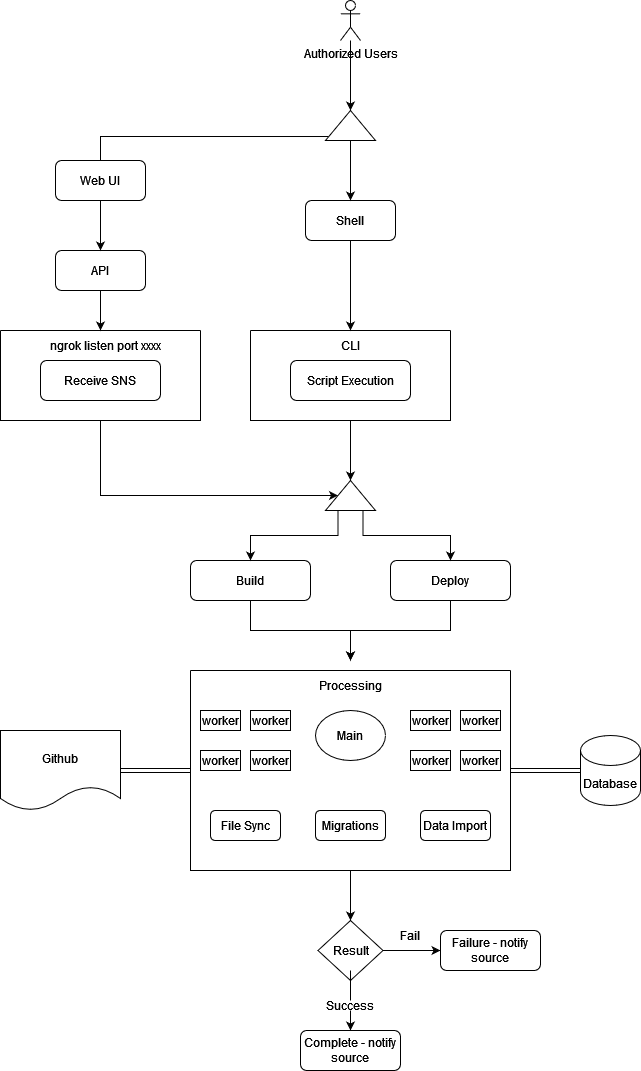 Authorized Users
Web UI
Shell
API
ngrok listen port xxxx
Receive SNS
CLI
Script Execution
Build
Deploy
Processing
worker
worker
Main
worker
worker
worker
worker
worker
worker
Github
Database
File Sync
Migrations
Data Import
Result
Fail
Failure - notify
source
Success
Complete - notify
source